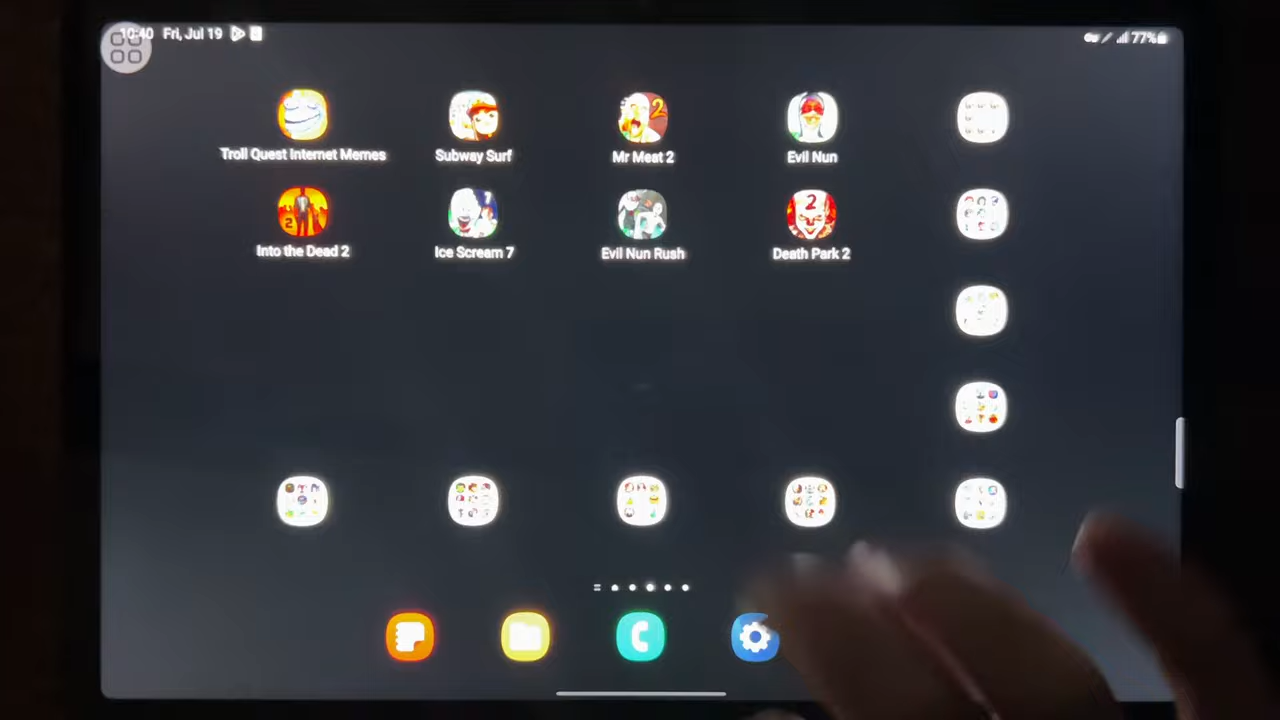 10:40 Fri, Jul 19
77%
Troll Quest Internet Memes
Subway Surf
Mr Meat 2
Evil Nun
Into the Dead 2
Ice Scream 7
Evil Nun Rush
Death Park 2